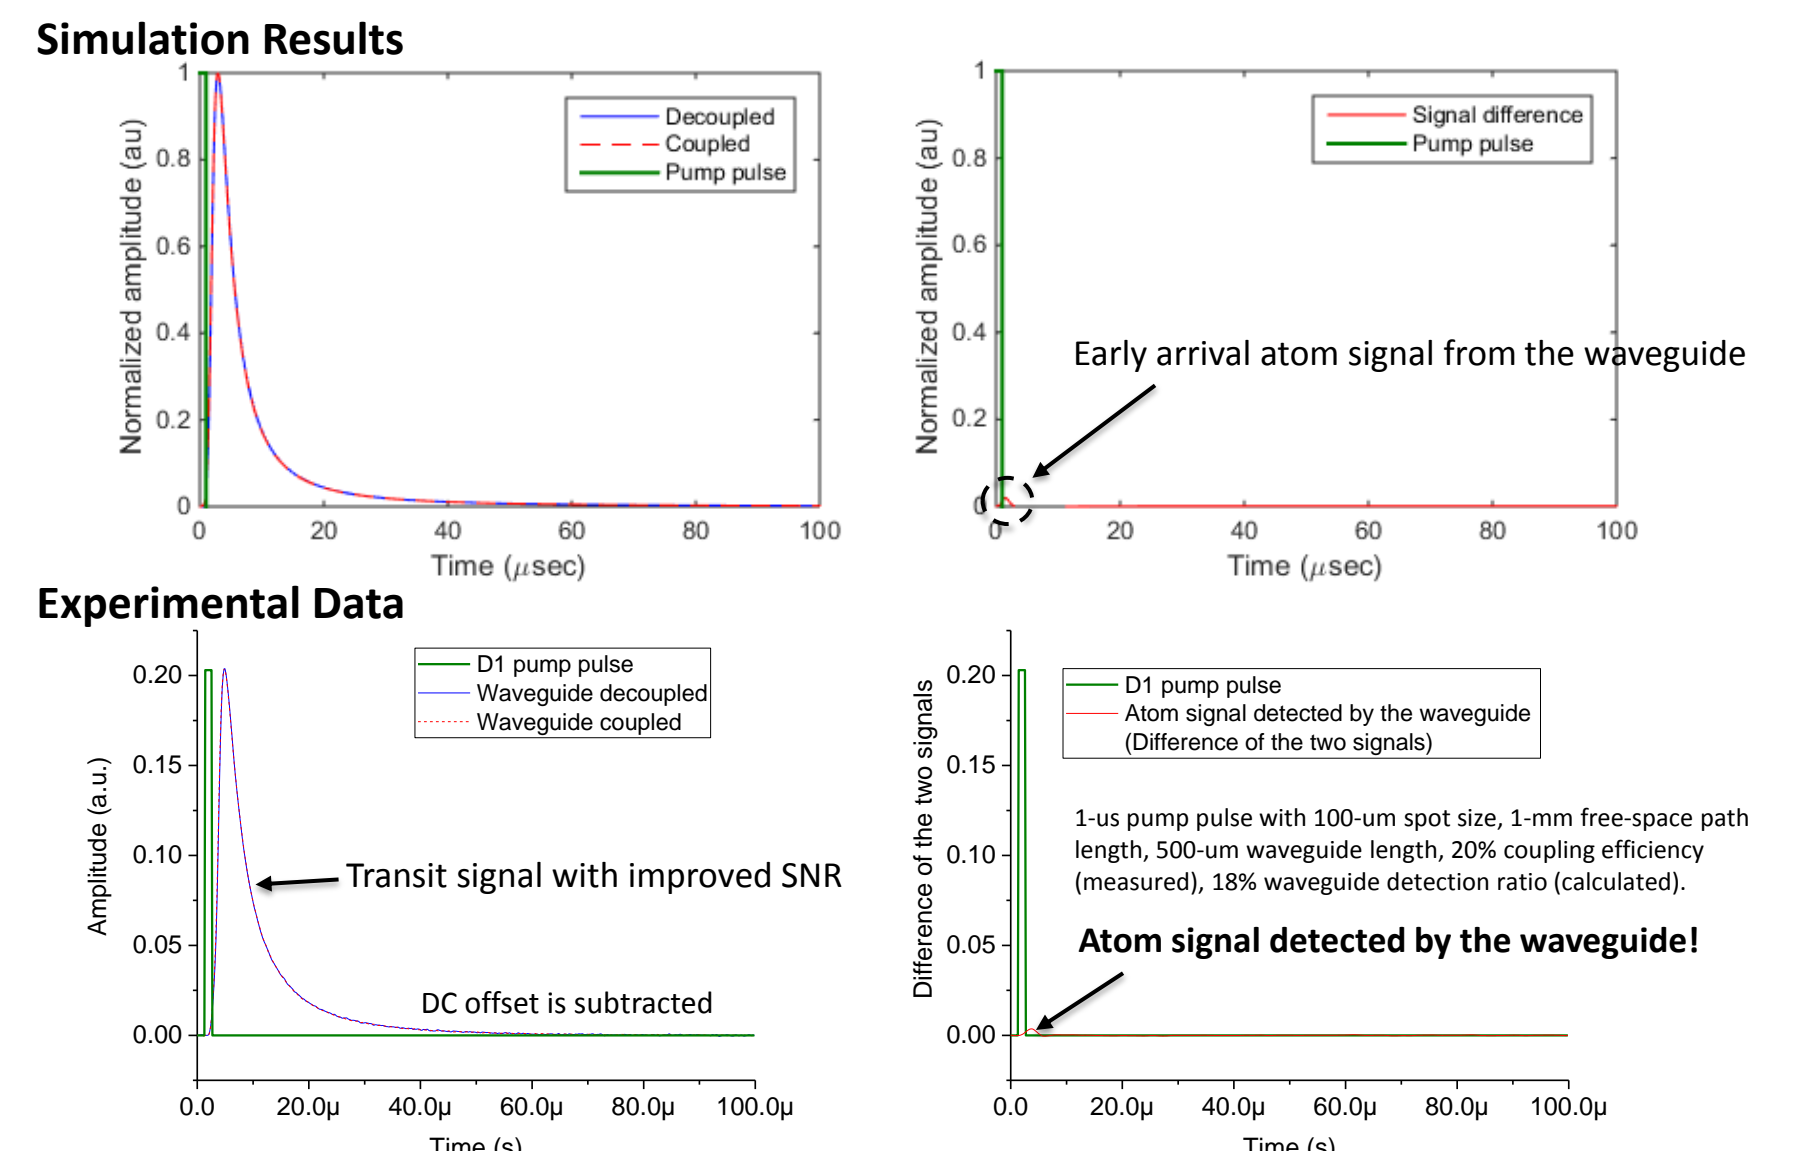 Simulation Results
1
0.8
0.6
0.4
0.2
0
0
20
40
60
80
100
Normalized amplitude (au)
Time (μsec)
Decoupled
Coupled
Pump pulse
1
0.8
0.6
0.4
0.2
0
0
20
40
60
80
100
Normalized amplitude (au)
Time (μsec)
Signal difference
Pump pulse
Early arrival atom signal from the waveguide
Experimental Data
0.20
0.15
0.10
0.05
0.00
0.0
20.0μ
40.0μ
60.0μ
80.0μ
100.0μ
Amplitude (a.u.)
Time (s)
D1 pump pulse
Waveguide decoupled
Waveguide coupled
Transit signal with improved SNR
DC offset is subtracted
0.20
0.15
0.10
0.05
0.00
0.0
20.0μ
40.0μ
60.0μ
80.0μ
100.0μ
Difference of the two signals
Time (s)
D1 pump pulse
Atom signal detected by the waveguide
(Difference of the two signals)
1-us pump pulse with 100-um spot size, 1-mm free-space path
length, 500-um waveguide length, 20% coupling efficiency
(measured), 18% waveguide detection ratio (calculated).
Atom signal detected by the waveguide!